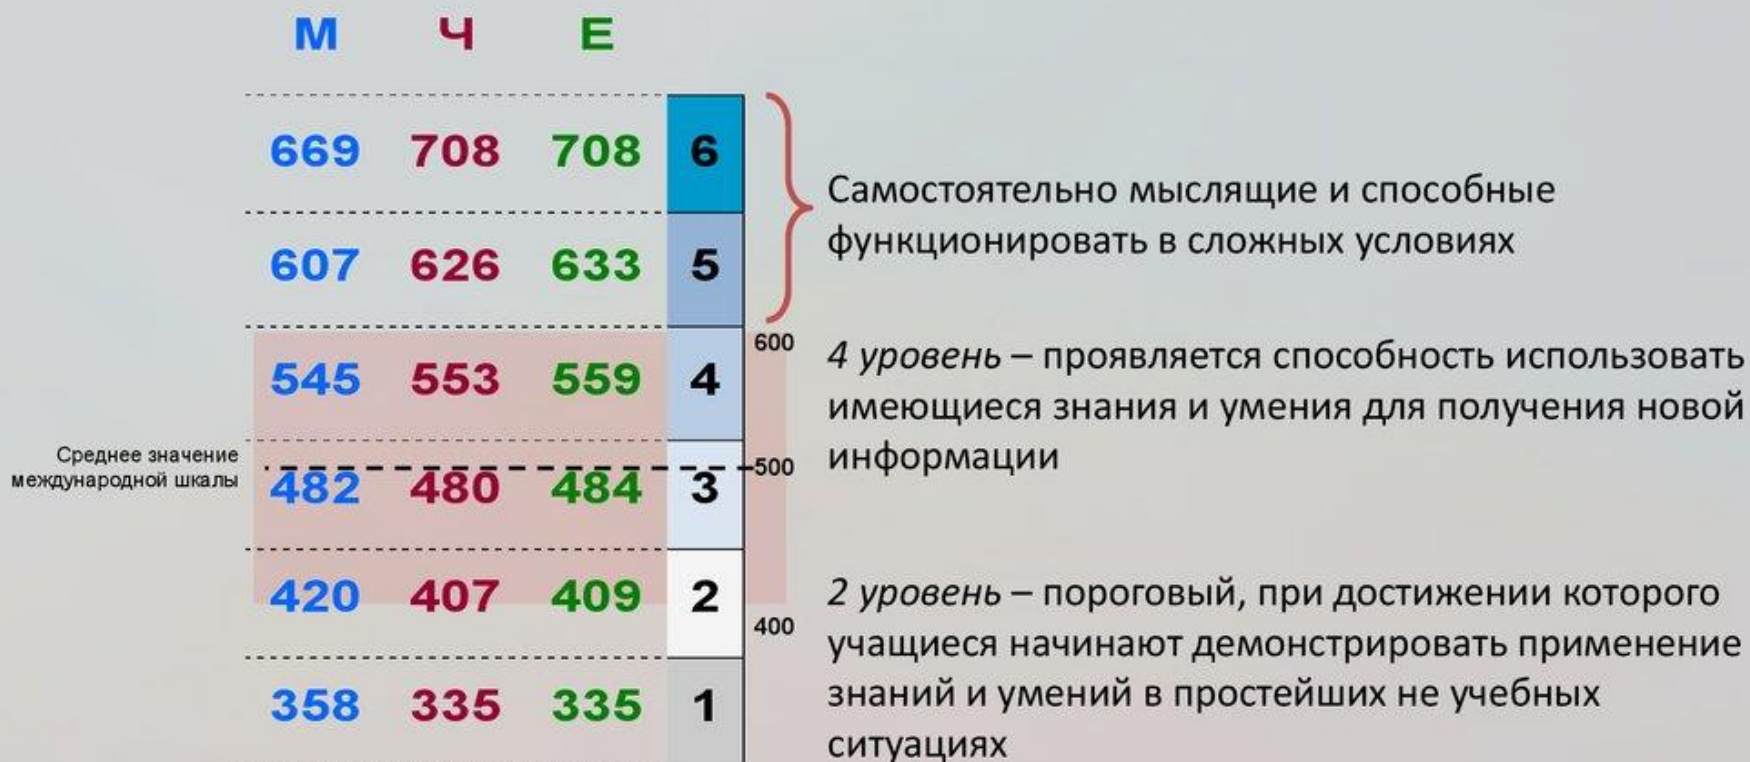 М Ч Е
669 708 708 6
Самостоятельно мыслящие и способные
функционировать в сложных условиях
607 626 633 5
600
545 553 559 4
4 уровень – проявляется способность использовать
имеющиеся знания и умения для получения новой
информации
Среднее значение
международной шкалы
500
482 480 484 3
420 407 409 2
400
2 уровень – пороговый, при достижении которого
учащиеся начинают демонстрировать применение
знаний и умений в простейших не учебных
ситуациях
358 335 335 1